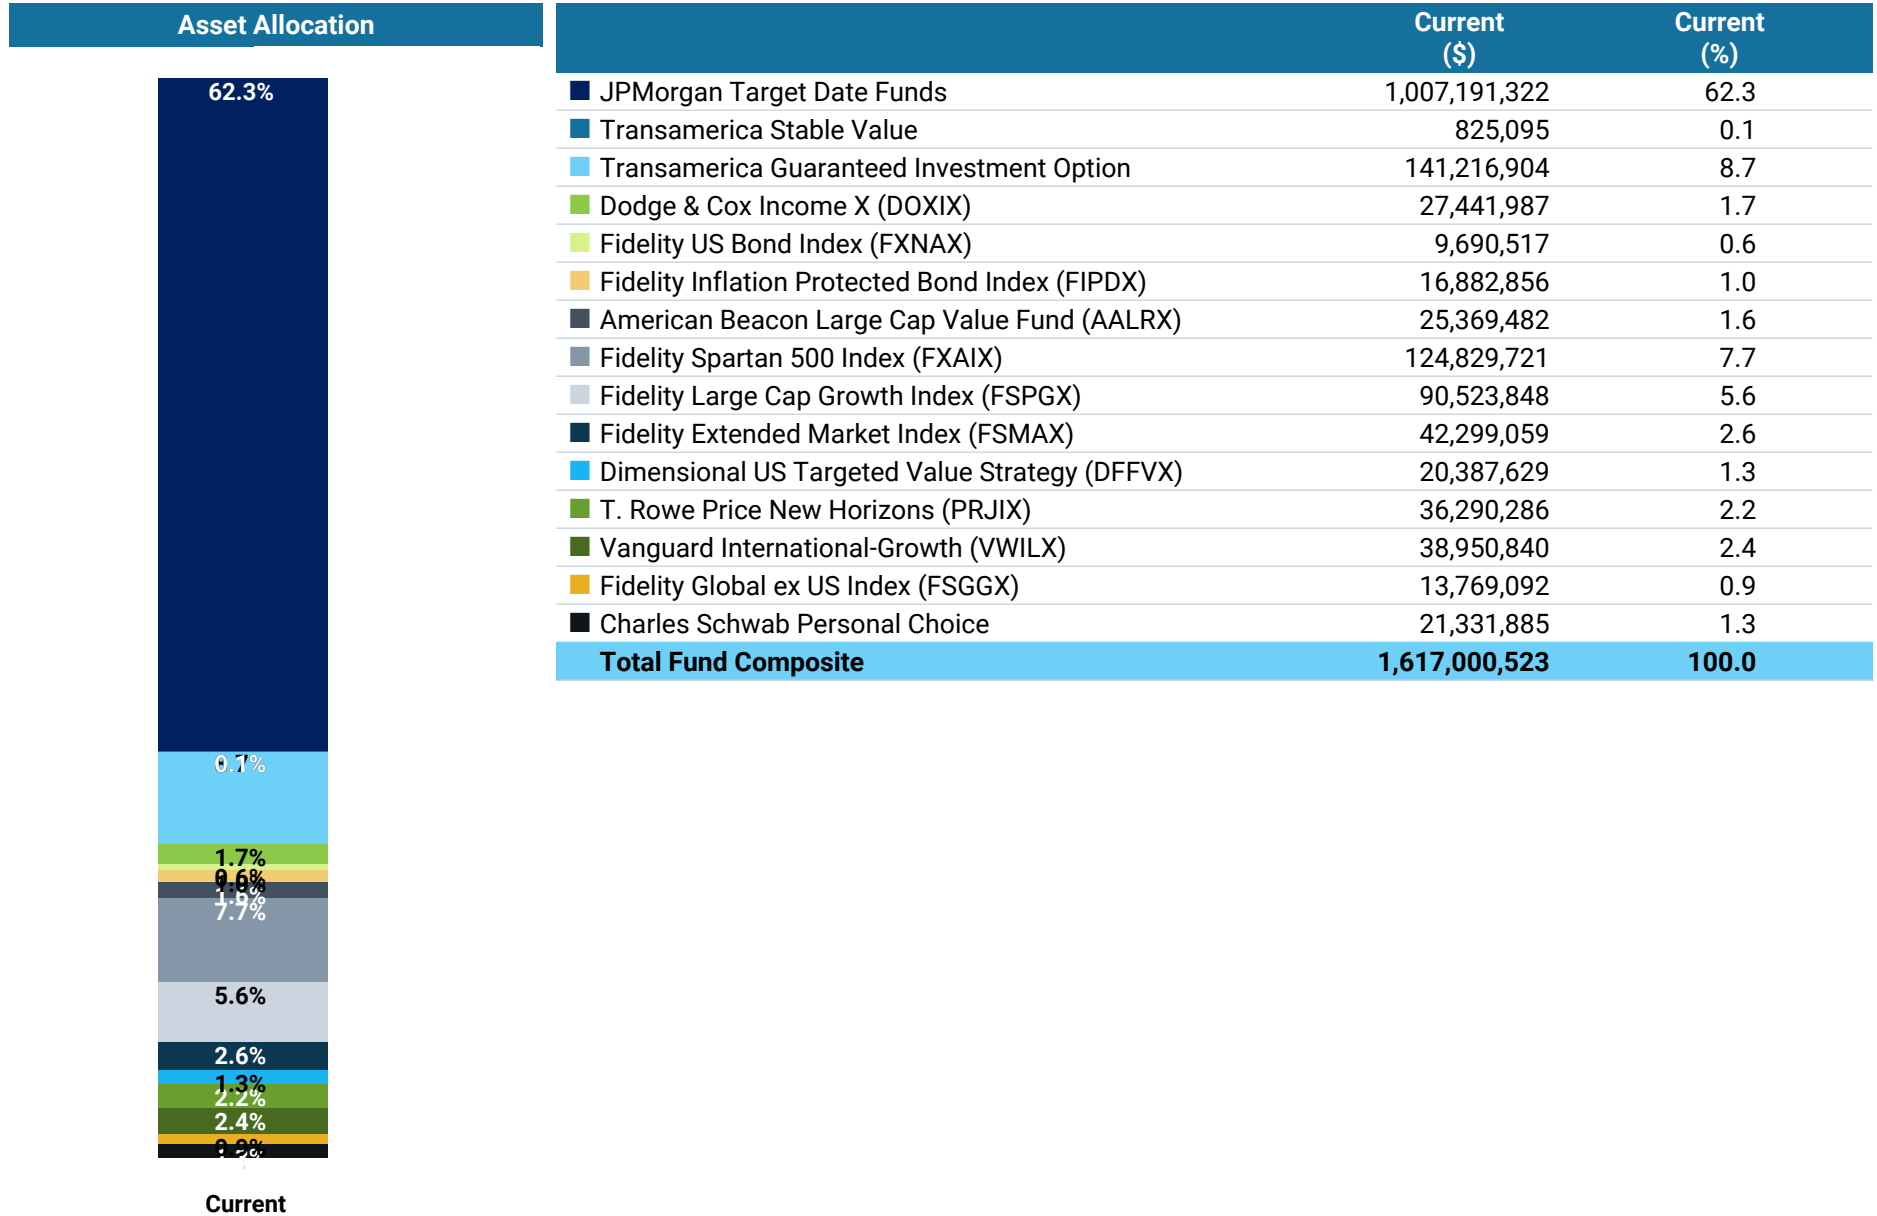 Asset Allocation
62.3%
1.7%
7.7%
5.6%
2.6%
1.3%
2.2%
2.4%
Current
Current Current
($) (%)
JPMorgan Target Date Funds 1,007,191,322 62.3
Transamerica Stable Value 825,095 0.1
Transamerica Guaranteed Investment Option 141,216,904 8.7
Dodge & Cox Income X (DOXIX) 27,441,987 1.7
Fidelity US Bond Index (FXNAX) 9,690,517 0.6
Fidelity Inflation Protected Bond Index (FIPDX) 16,882,856 1.0
American Beacon Large Cap Value Fund (AALRX) 25,369,482 1.6
Fidelity Spartan 500 Index (FXAIX) 124,829,721 7.7
Fidelity Large Cap Growth Index (FSPGX) 90,523,848 5.6
Fidelity Extended Market Index (FSMAX) 42,299,059 2.6
Dimensional US Targeted Value Strategy (DFFVX) 20,387,629 1.3
T. Rowe Price New Horizons (PRJIX) 36,290,286 2.2
Vanguard International-Growth (VWILX) 38,950,840 2.4
Fidelity Global ex US Index (FSGGX) 13,769,092 0.9
Charles Schwab Personal Choice 21,331,885 1.3
Total Fund Composite 1,617,000,523 100.0